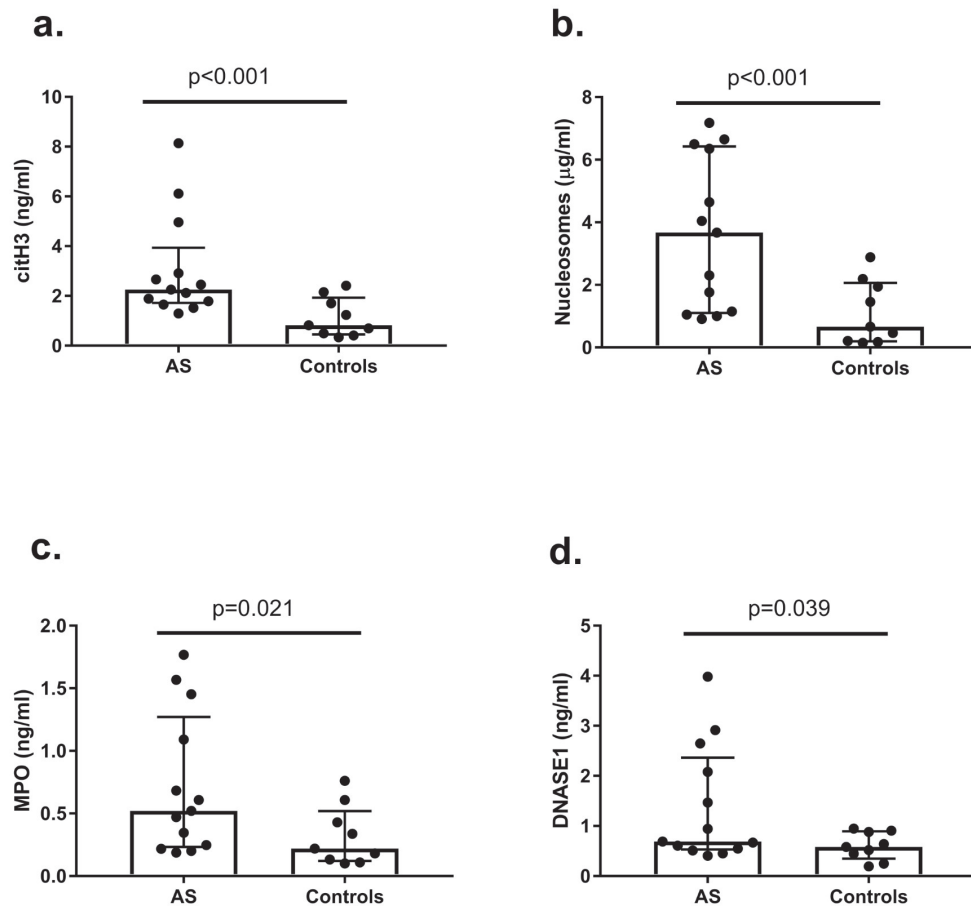 a.
p<0.001
10
8
6
4
2
0
citH3 (ng/ml)
AS Controls
b.
p<0.001
8
6
4
2
0
Nucleosomes (μg/ml)
AS Controls
c.
p=0.021
2.0
1.5
1.0
0.5
0.0
MPO (ng/ml)
AS Controls
d.
p=0.039
5
4
3
2
1
0
DNASE1 (ng/ml)
AS Controls